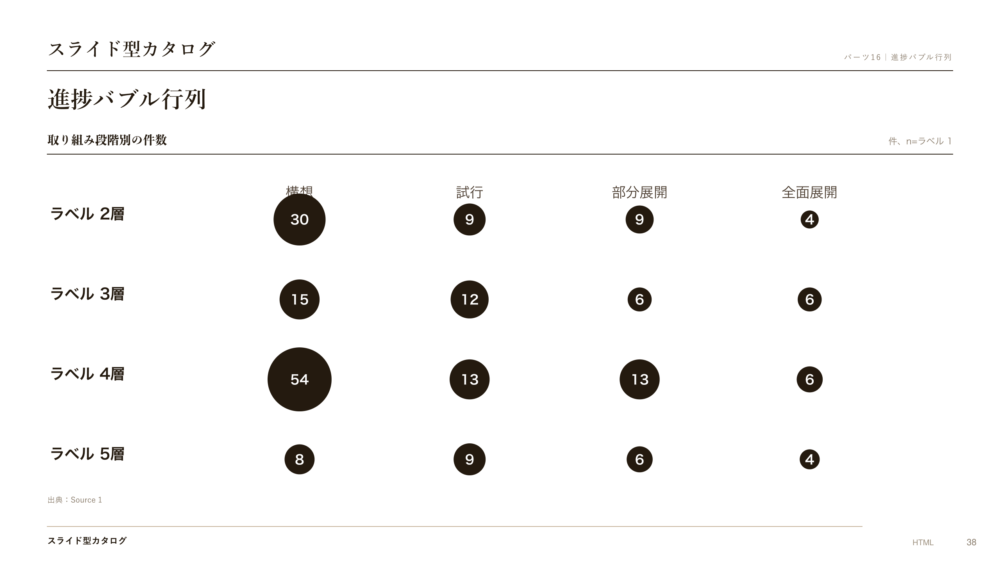 スライド型カタログ
パーツ16｜進捗バブル行列
進捗バブル行列
取り組み段階別の件数
件、n=ラベル 1
構想 試行 部分展開 全面展開
ラベル 2層 30 9 9 4
ラベル 3層 15 12 6 6
ラベル 4層 54 13 13 6
ラベル 5層 8 9 6 4
出典：Source 1
スライド型カタログ
HTML 38